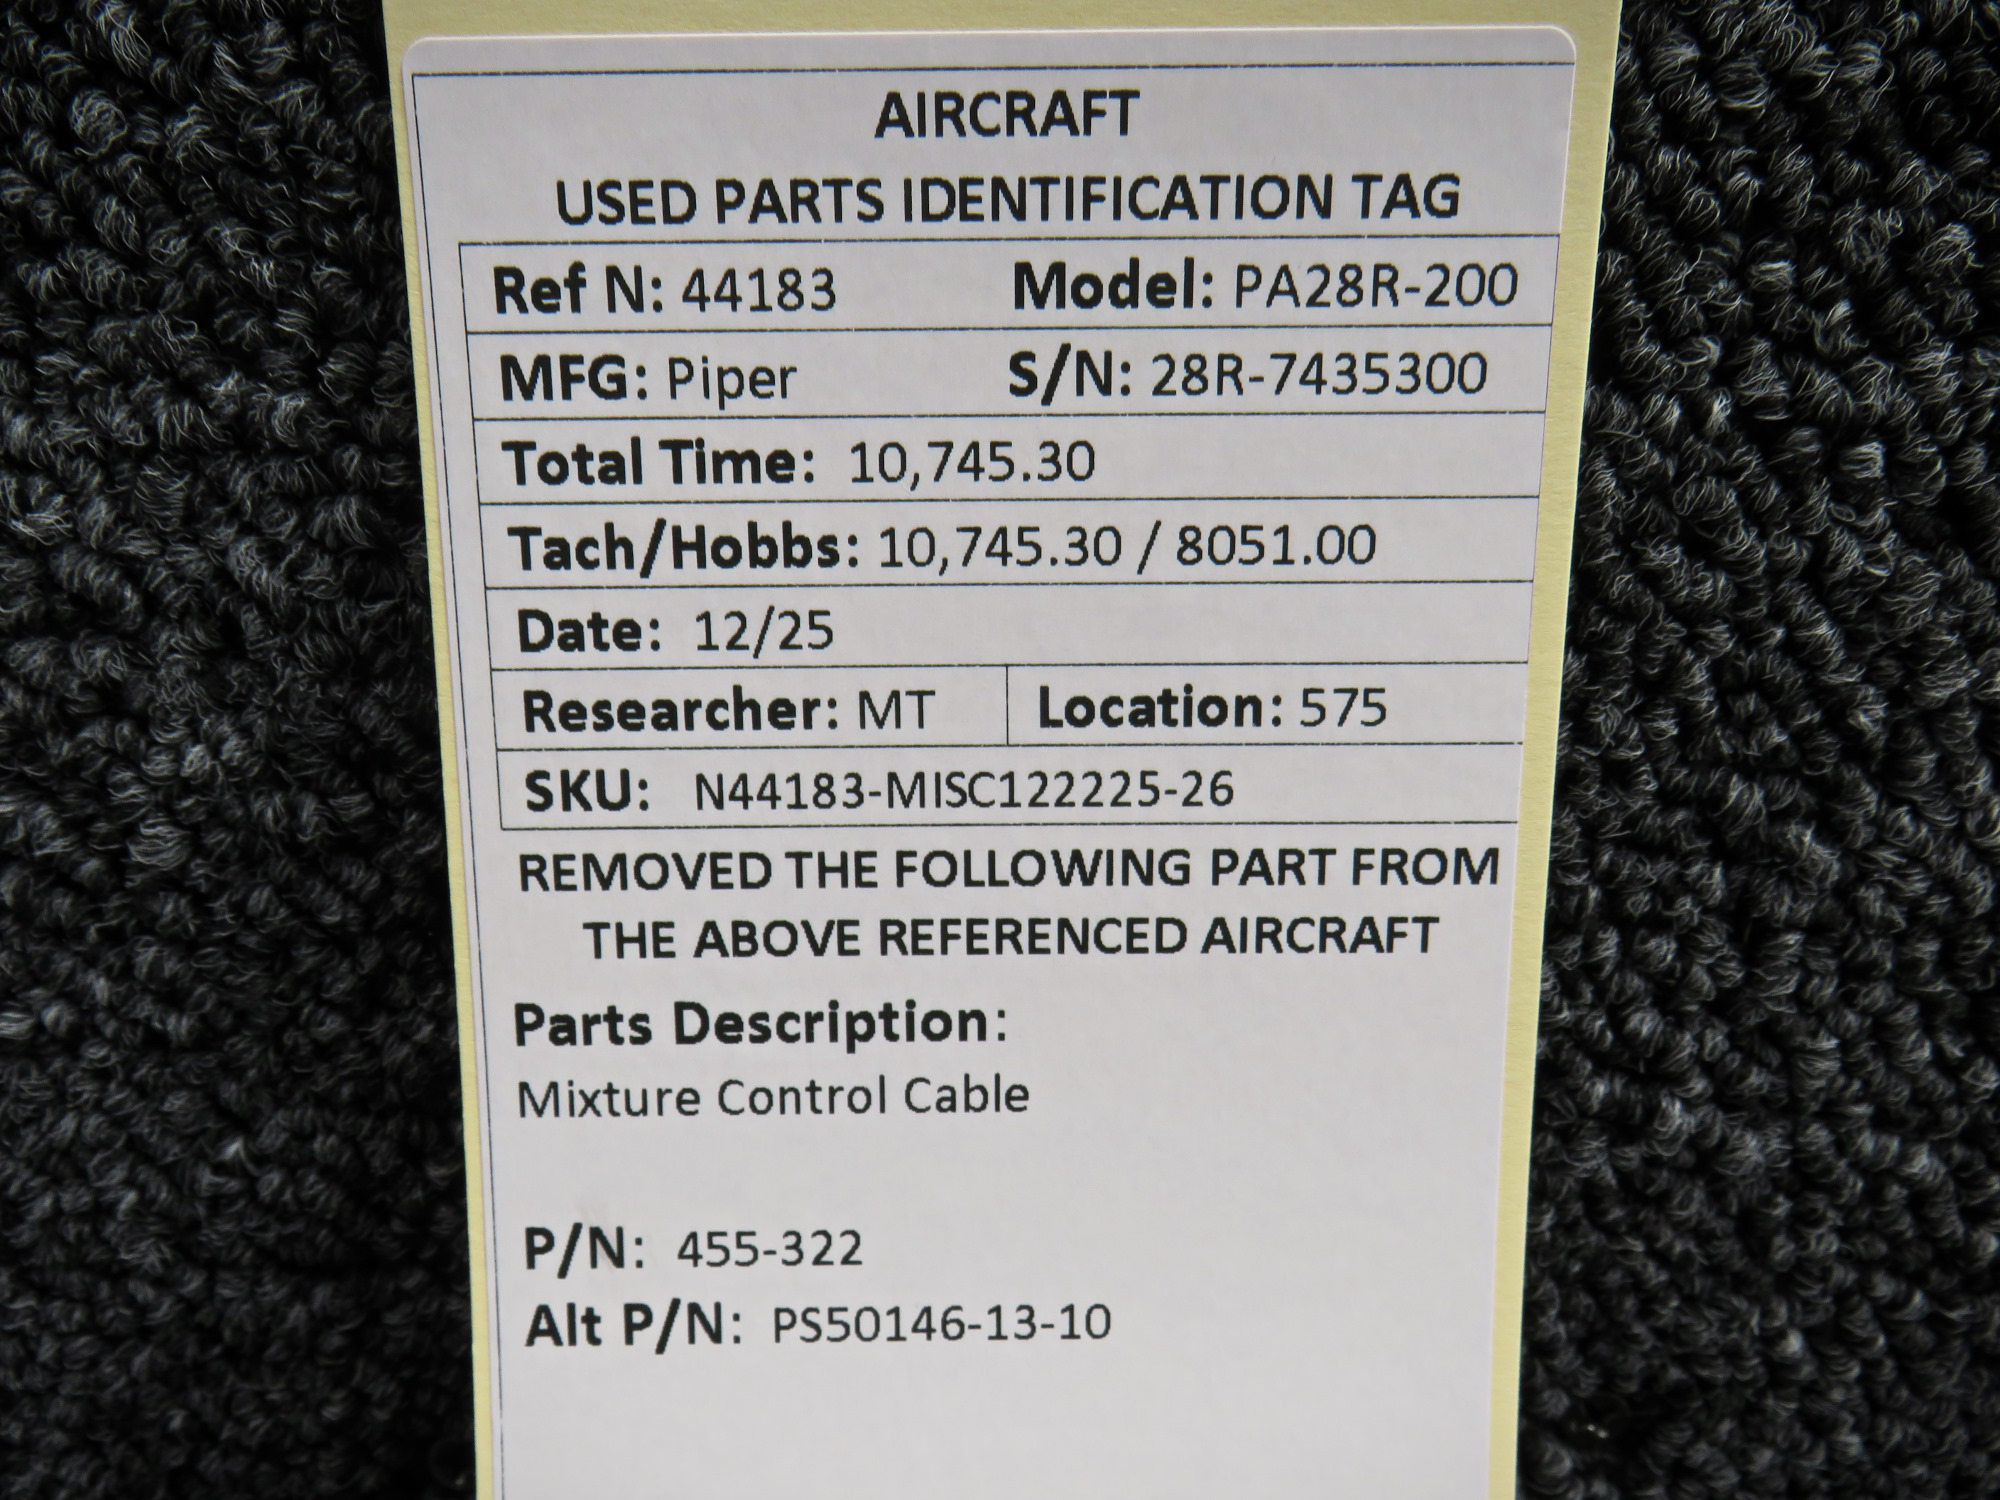 AIRCRAFT
USED PARTS IDENTIFICATION TAG
Ref N: 44183 Model: PA28R-200
MFG: Piper S/N: 28R-7435300
Total Time: 10,745.30
Tach/Hobbs: 10,745.30 / 8051.00
Date: 12/25
Researcher: MT Location: 575
SKU: N44183-MISC122225-26
REMOVED THE FOLLOWING PART FROM
THE ABOVE REFERENCED AIRCRAFT
Parts Description:
Mixture Control Cable
P/N: 455-322
Alt P/N: PS50146-13-10